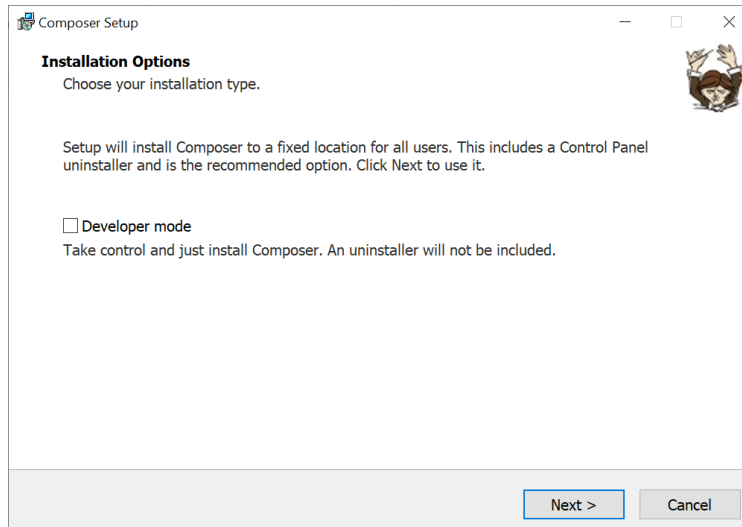 Composer Setup
Installation Options
Choose your installation type.
Setup will install Composer to a fixed location for all users. This includes a Control Panel
uninstaller and is the recommended option. Click Next to use it.
Developer mode
Take control and just install Composer. An uninstaller will not be included.
Next >
Cancel